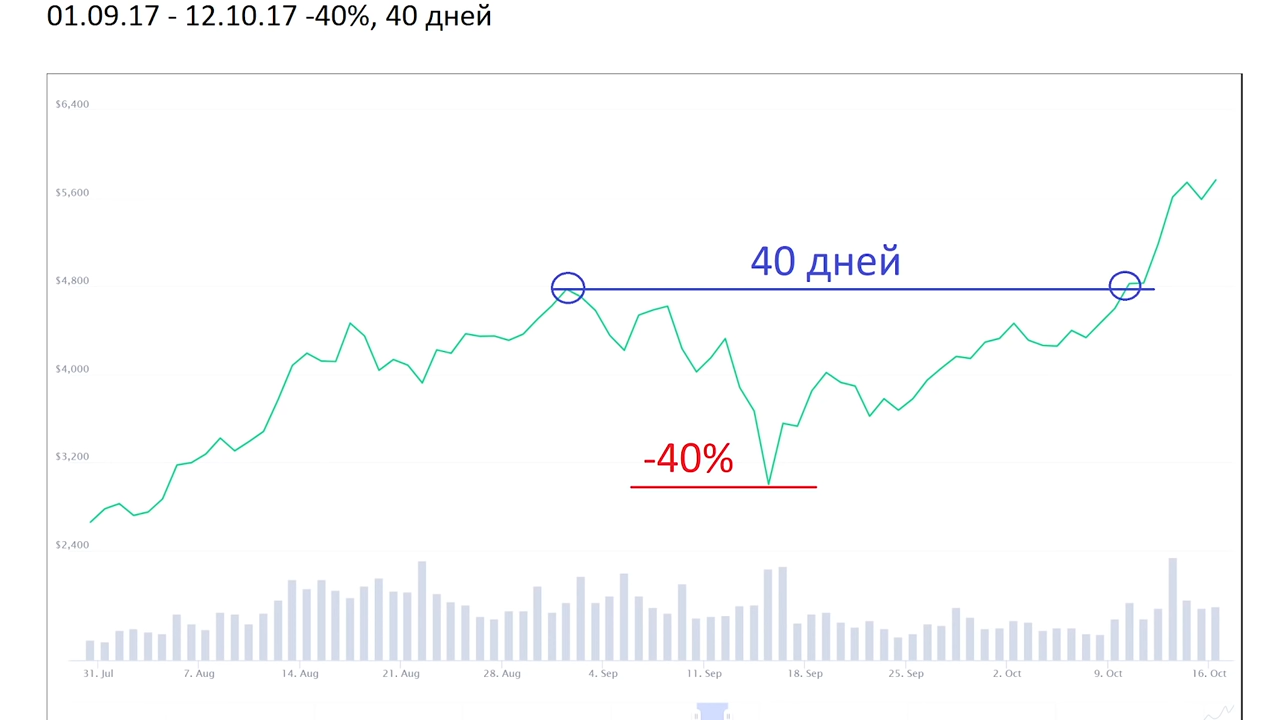 01.09.17 - 12.10.17 -40%, 40 дней
$6,400
$5,600
40 дней
$4,800
$4,000
-40%
$3,200
$2,400
31. Jul 7. Aug 14. Aug 21. Aug 28. Aug 4. Sep 11. Sep 18. Sep 25. Sep 2. Oct 9. Oct 16. Oct